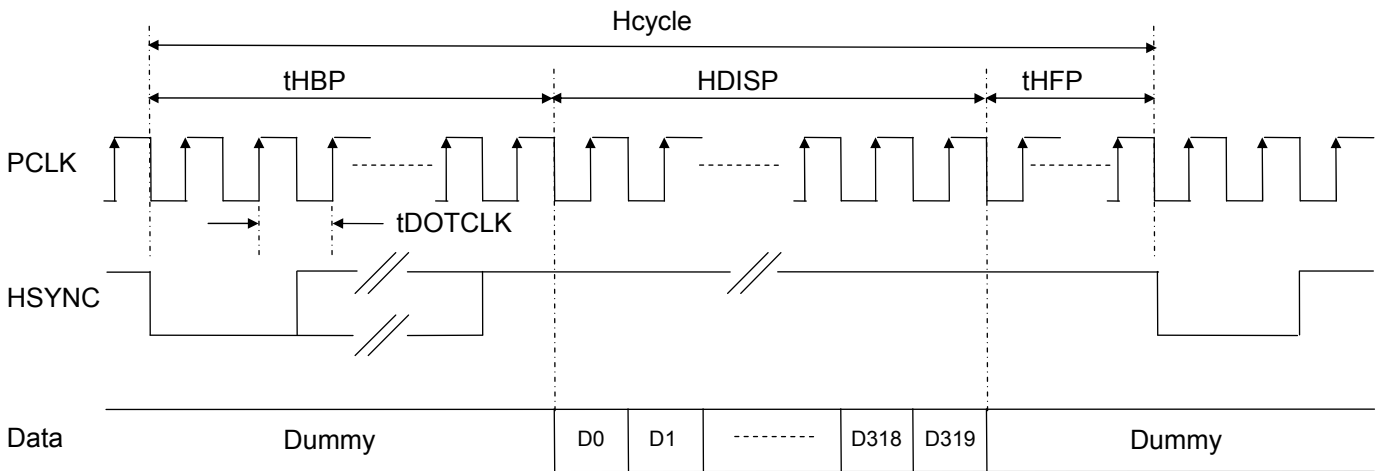 Hcycle
tHBP HDISP tHFP
PCLK
tDOTCLK
HSYNC
Data Dummy D0 D1 D318 D319 Dummy